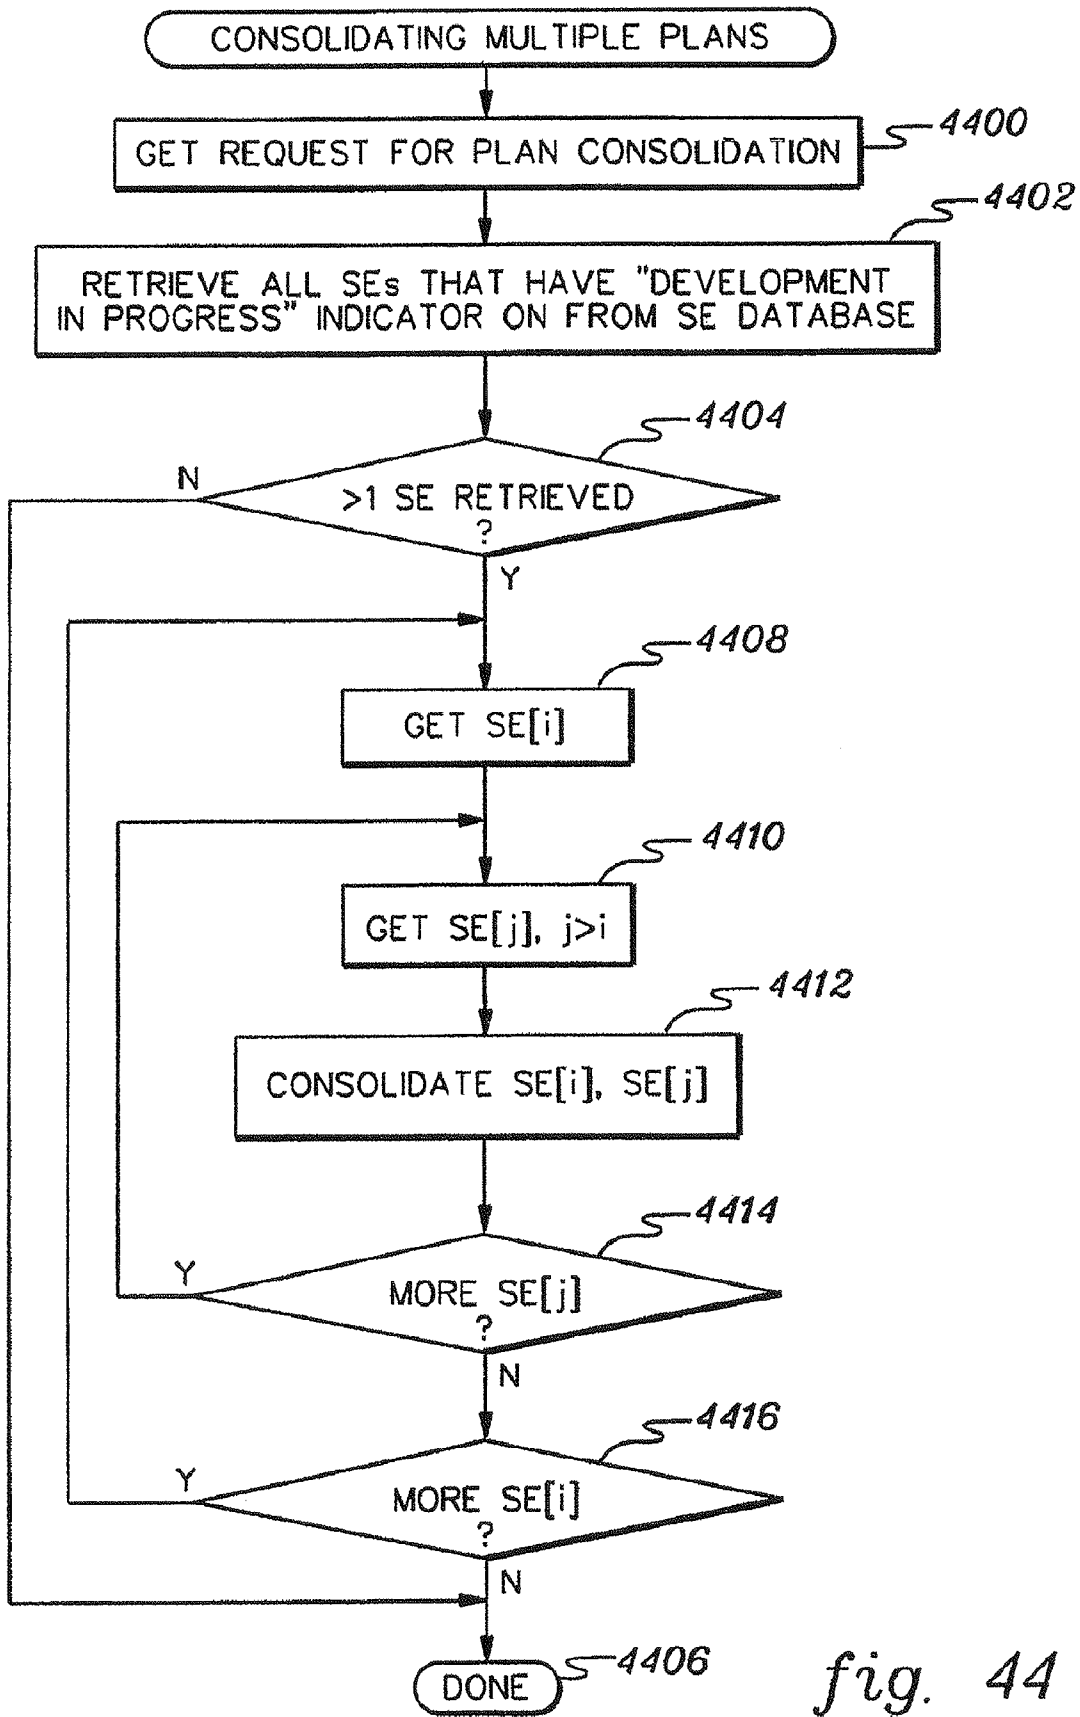 CONSOLIDATING MULTIPLE PLANS
GET REQUEST FOR PLAN CONSOLIDATION
4400
4402
RETRIEVE ALL SEs THAT HAVE "DEVELOPMENT
IN PROGRESS" INDICATOR ON FROM SE DATABASE
4404
N
>1 SE RETRIEVED
?
Y
4408
GET SE[i]
4410
GET SE[j], j>i
4412
CONSOLIDATE SE[i], SE[j]
4414
Y
MORE SE[j]
?
N
4416
Y
MORE SE[i]
?
N
4406
DONE
fig. 44